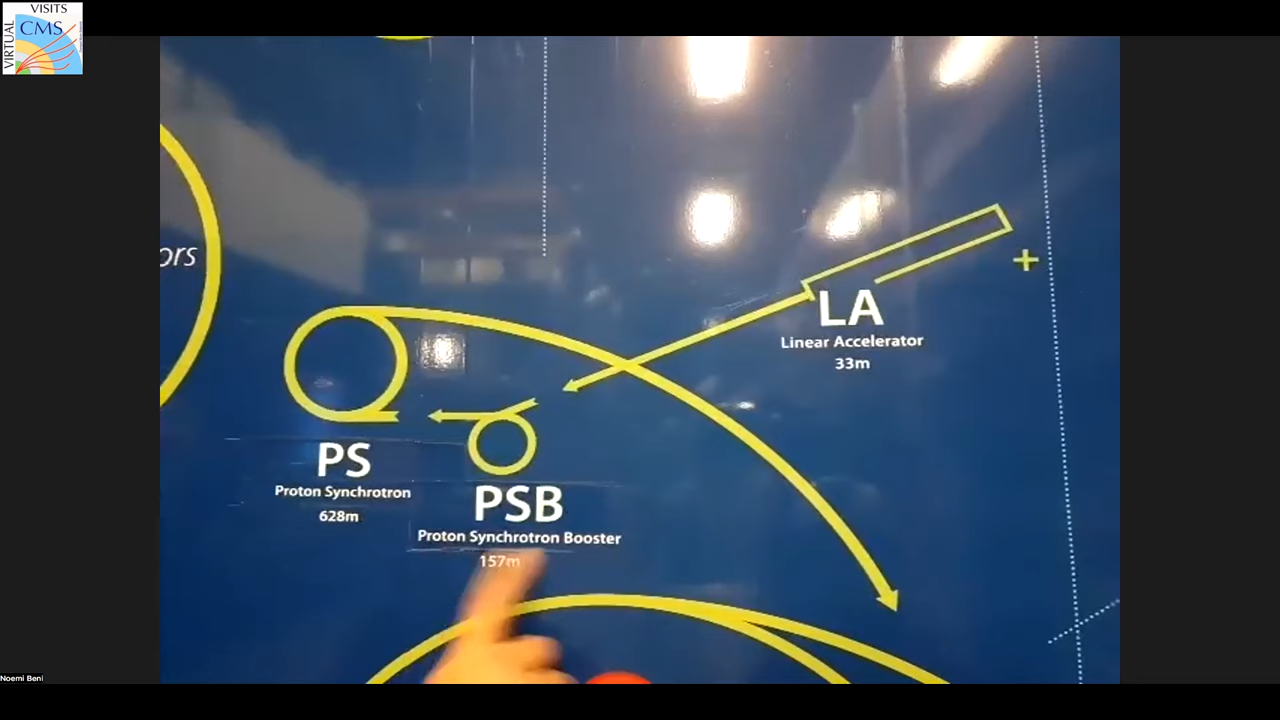 VISITS
CMS
VIRTUAL
ors
+
LA
Linear Accelerator
33m
PS
Proton Synchrotron
628m
PSB
Proton Synchrotron Booster
157m
Noemi Beni